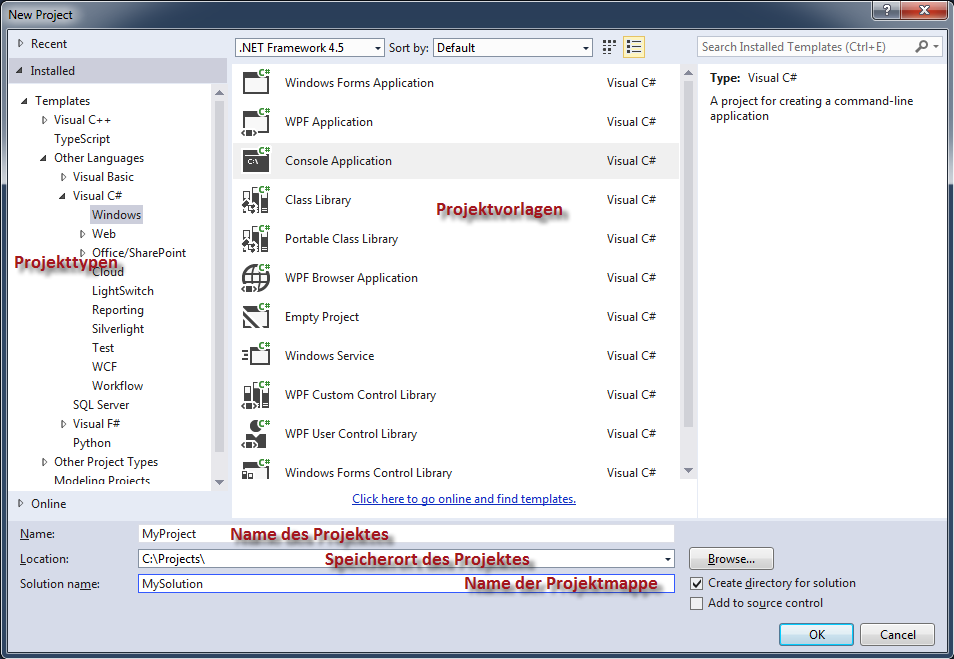 New Project
?
Recent
Installed
Templates
Visual C++
TypeScript
Other Languages
Visual Basic
Visual C#
Windows
Web
Office/SharePoint
Projekttypen
Cloud
LightSwitch
Reporting
Silverlight
Test
WCF
Workflow
SQL Server
Visual F#
Python
Other Project Types
Modeling Projects
Online
.NET Framework 4.5 Sort by: Default
C# Windows Forms Application Visual C#
C# WPF Application Visual C#
C# C:\ Console Application Visual C#
C# Class Library Visual C#
Projektvorlagen
C# Portable Class Library Visual C#
C# WPF Browser Application Visual C#
C# Empty Project Visual C#
C# Windows Service Visual C#
C# WPF Custom Control Library Visual C#
C# WPF User Control Library Visual C#
C# Windows Forms Control Library Visual C#
Click here to go online and find templates.
Search Installed Templates (Ctrl+E)
Type: Visual C#
A project for creating a command-line
application
Name: MyProject Name des Projektes
Location: C:\Projects\ Speicherort des Projektes Browse...
Solution name: MySolution Name der Projektmappe
Create directory for solution
Add to source control
OK Cancel